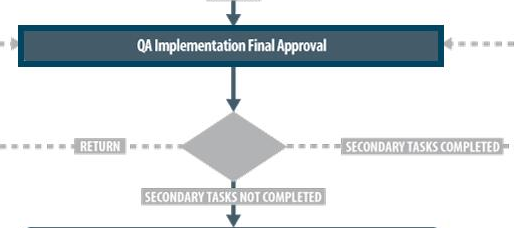 QA Implementation Final Approval
RETURN
SECONDARY TASKS COMPLETED
SECONDARY TASKS NOT COMPLETED